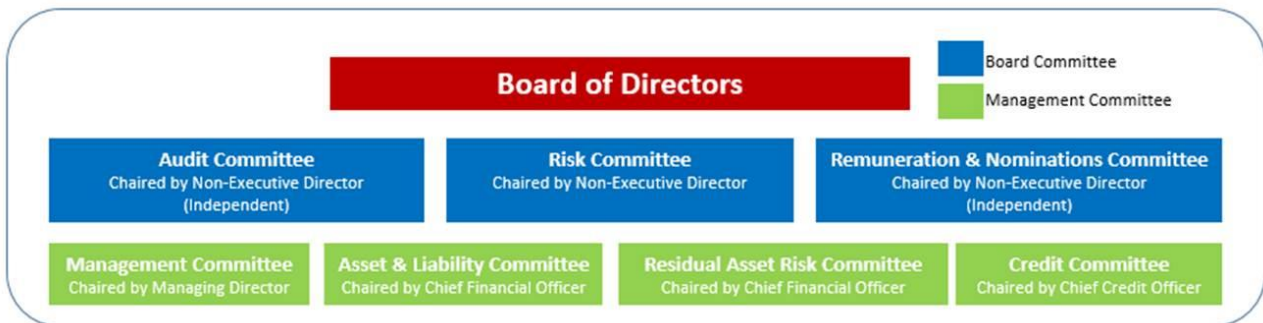 Board of Directors
Board Committee
Management Committee
Audit Committee
Chaired by Non-Executive Director
(Independent)
Risk Committee
Chaired by Non-Executive Director
Remuneration & Nominations Committee
Chaired by Non-Executive Director
(Independent)
Management Committee
Chaired by Managing Director
Asset & Liability Committee
Chaired by Chief Financial Officer
Residual Asset Risk Committee
Chaired by Chief Financial Officer
Credit Committee
Chaired by Chief Credit Officer